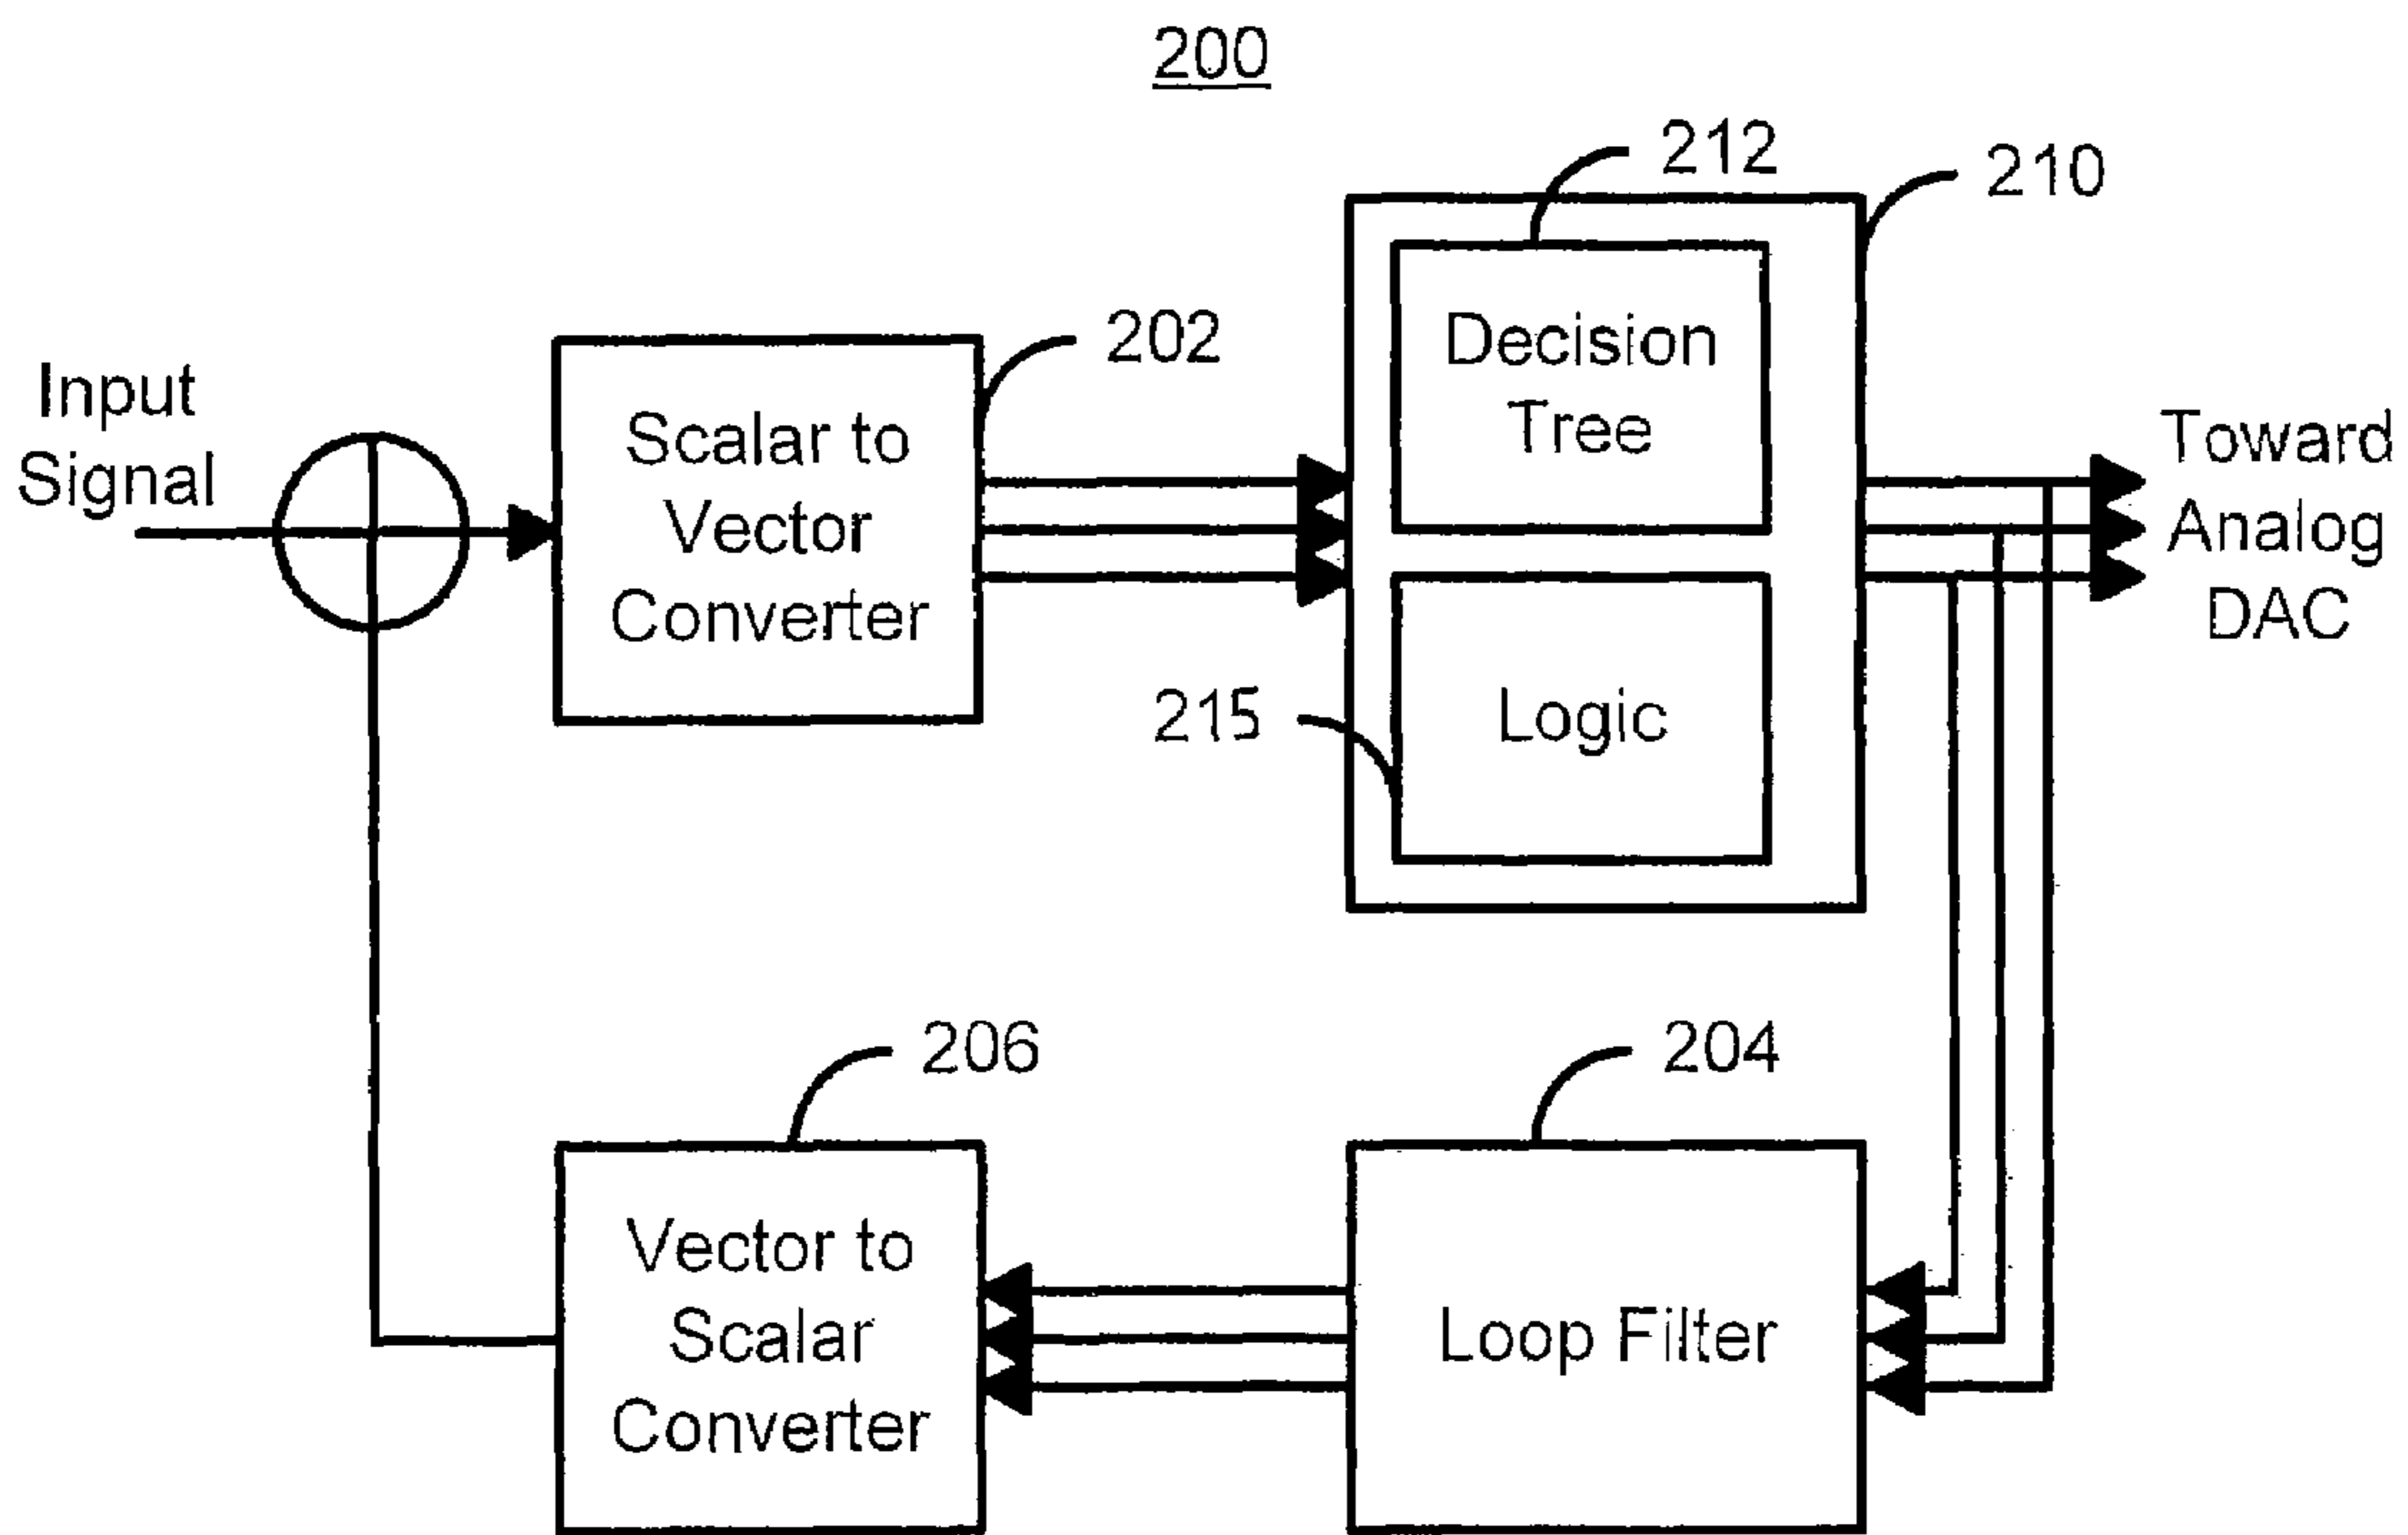 200
212
210
202
Input
Signal
Scalar to
Vector
Converter
Decision
Tree
Toward
Analog
DAC
215
Logic
206
204
Vector to
Scalar
Converter
Loop Filter